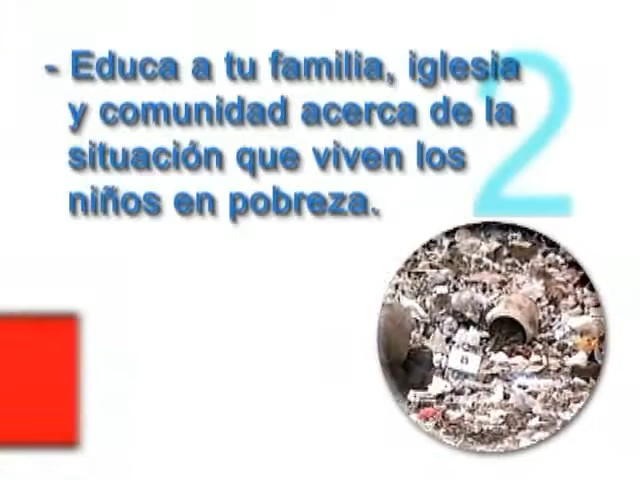 - Educa a tu familia, iglesia
y comunidad acerca de la
situación que viven los
niños en pobreza.
2